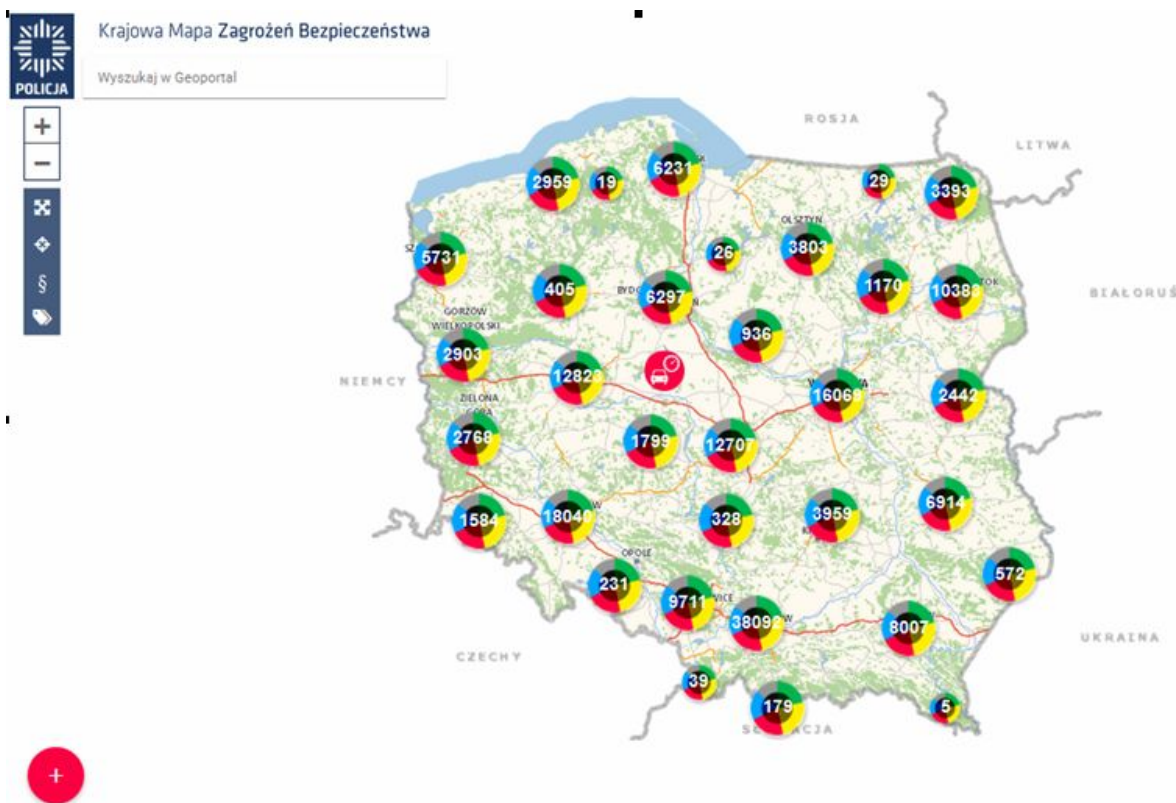 POLICJA
Krajowa Mapa Zagrożeń Bezpieczeństwa
Wyszukaj w Geoportal
+
−
§
ROSJA
LITWA
BIAŁORUŚ
NIEMCY
CZECHY
UKRAINA
OLSZTYN
GORZÓW
WIELKOPOLSKI
ZIELONA
GÓRA
OPOLE
2959
19
6231
29
3393
5731
26
3803
405
6297
1170
10383
936
2903
12823
16069
2442
2768
1799
12707
1584
18040
328
3959
6914
231
572
9711
38092
8007
39
179
5
+